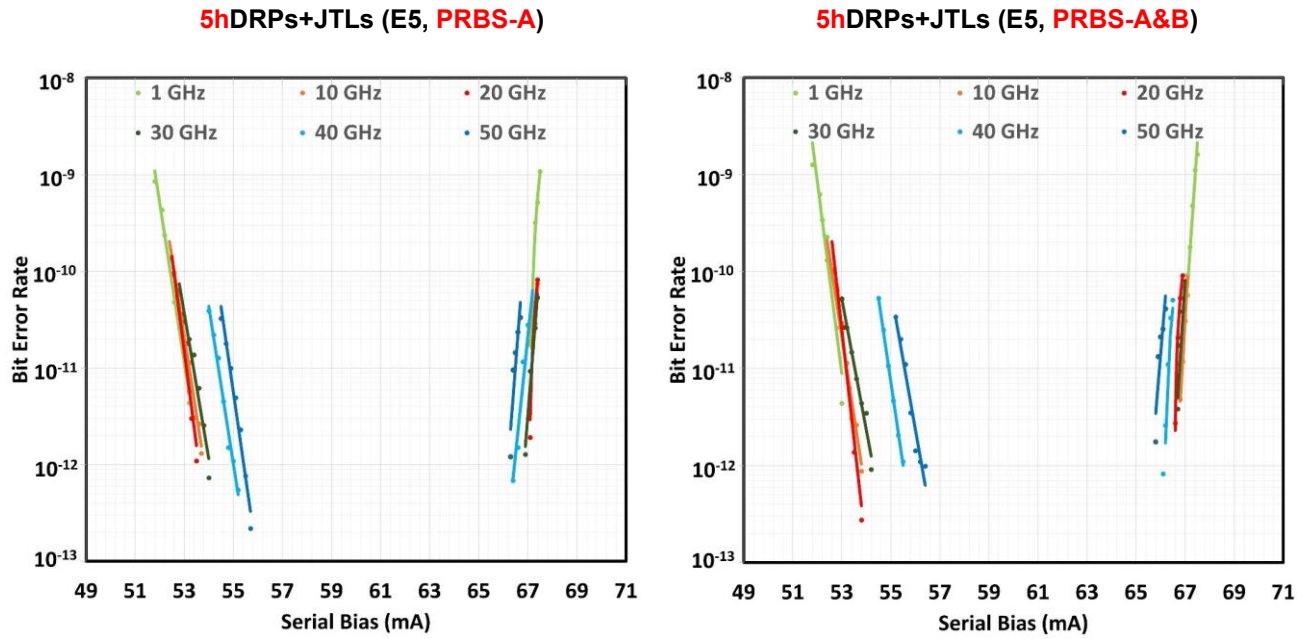 5hDRPs+JTLs (E5, PRBS-A)
10-8
1 GHz 10 GHz 20 GHz
30 GHz 40 GHz 50 GHz
10-9
10-10
10-11
10-12
10-13
Bit Error Rate
49 51 53 55 57 59 61 63 65 67 69 71
Serial Bias (mA)
5hDRPs+JTLs (E5, PRBS-A&B)
10-8
1 GHz 10 GHz 20 GHz
30 GHz 40 GHz 50 GHz
10-9
10-10
10-11
10-12
10-13
Bit Error Rate
49 51 53 55 57 59 61 63 65 67 69 71
Serial Bias (mA)